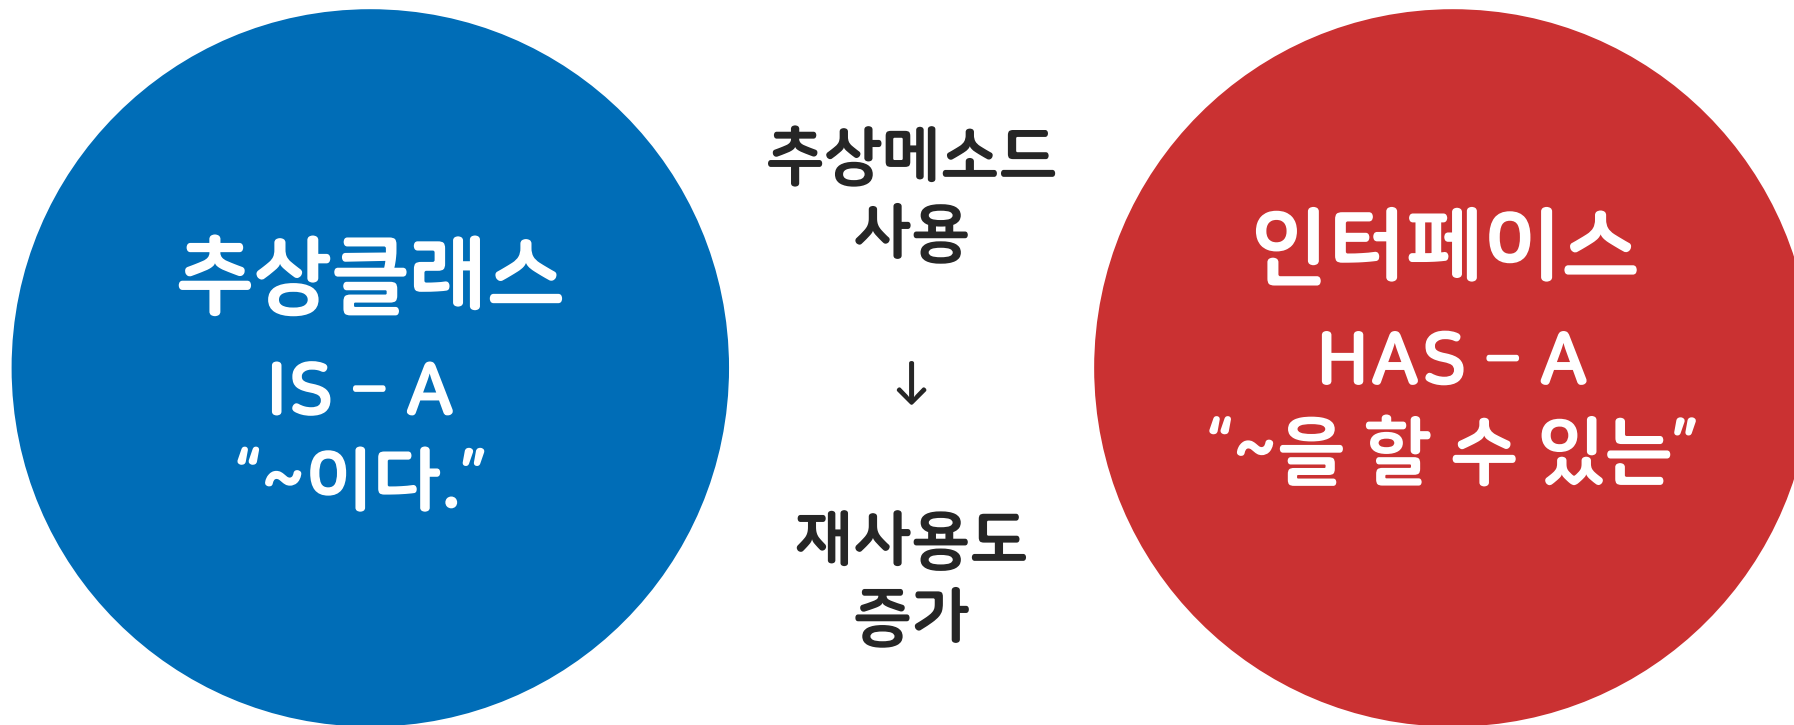 추상클래스
IS – A
“~이다.”
추상메소드
사용
↓
재사용도
증가
인터페이스
HAS – A
“~을 할 수 있는”